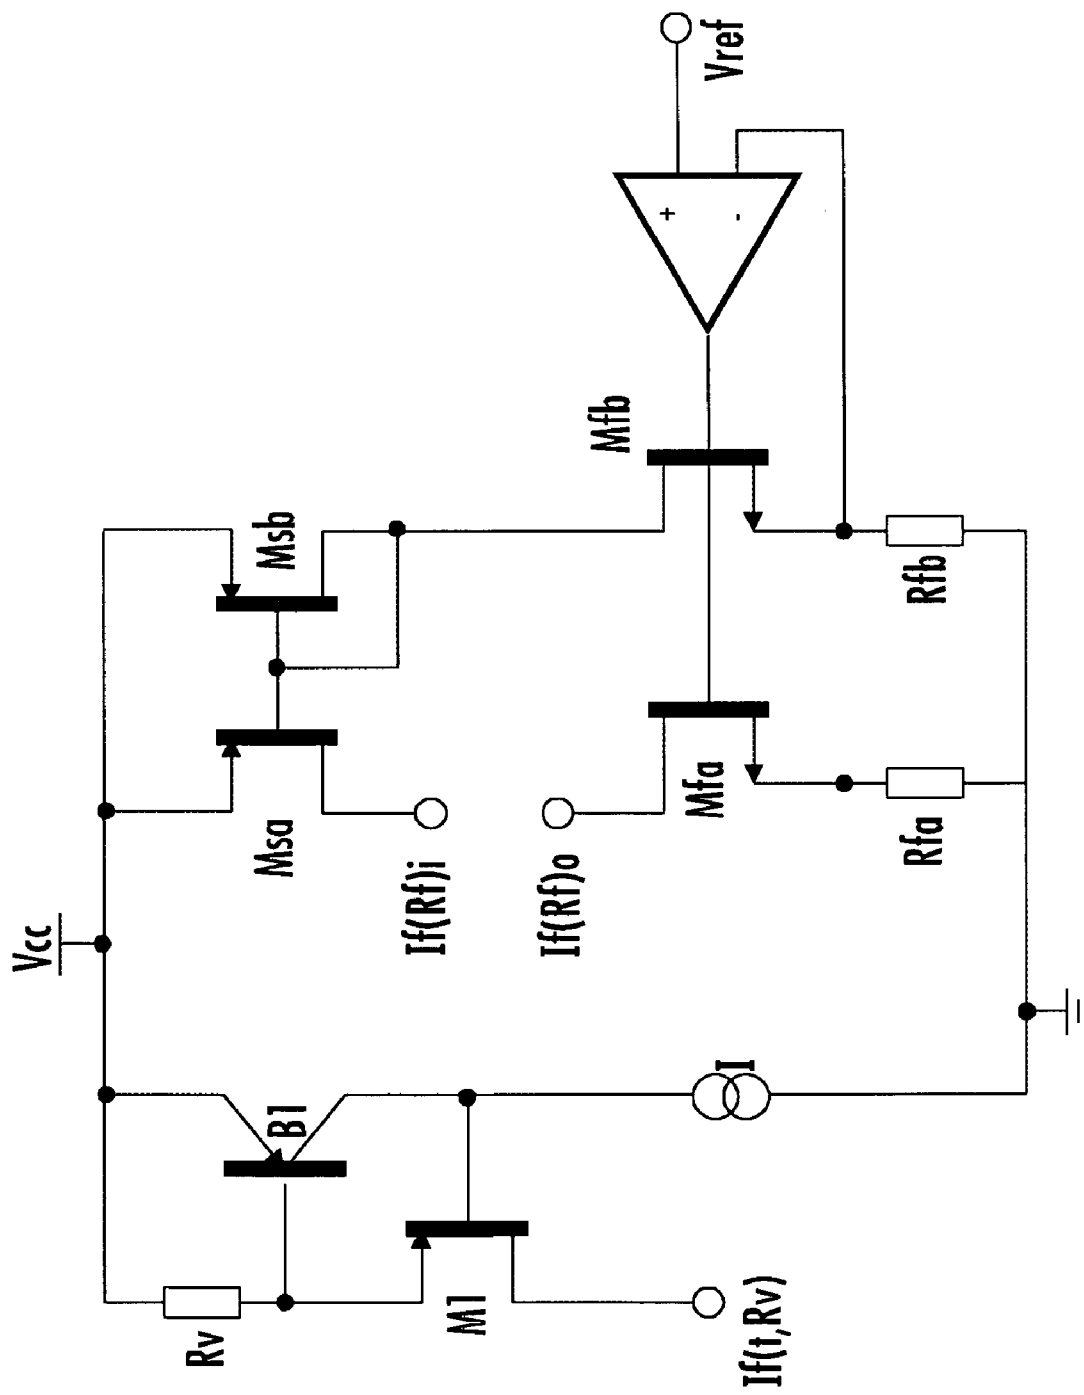 Vcc
Rv
B1
M1
If(t,Rv)
I
Msa
Msb
If(Rf)i
If(Rf)o
Mfa
Mfb
Rfa
Rfb
+
-
Vref